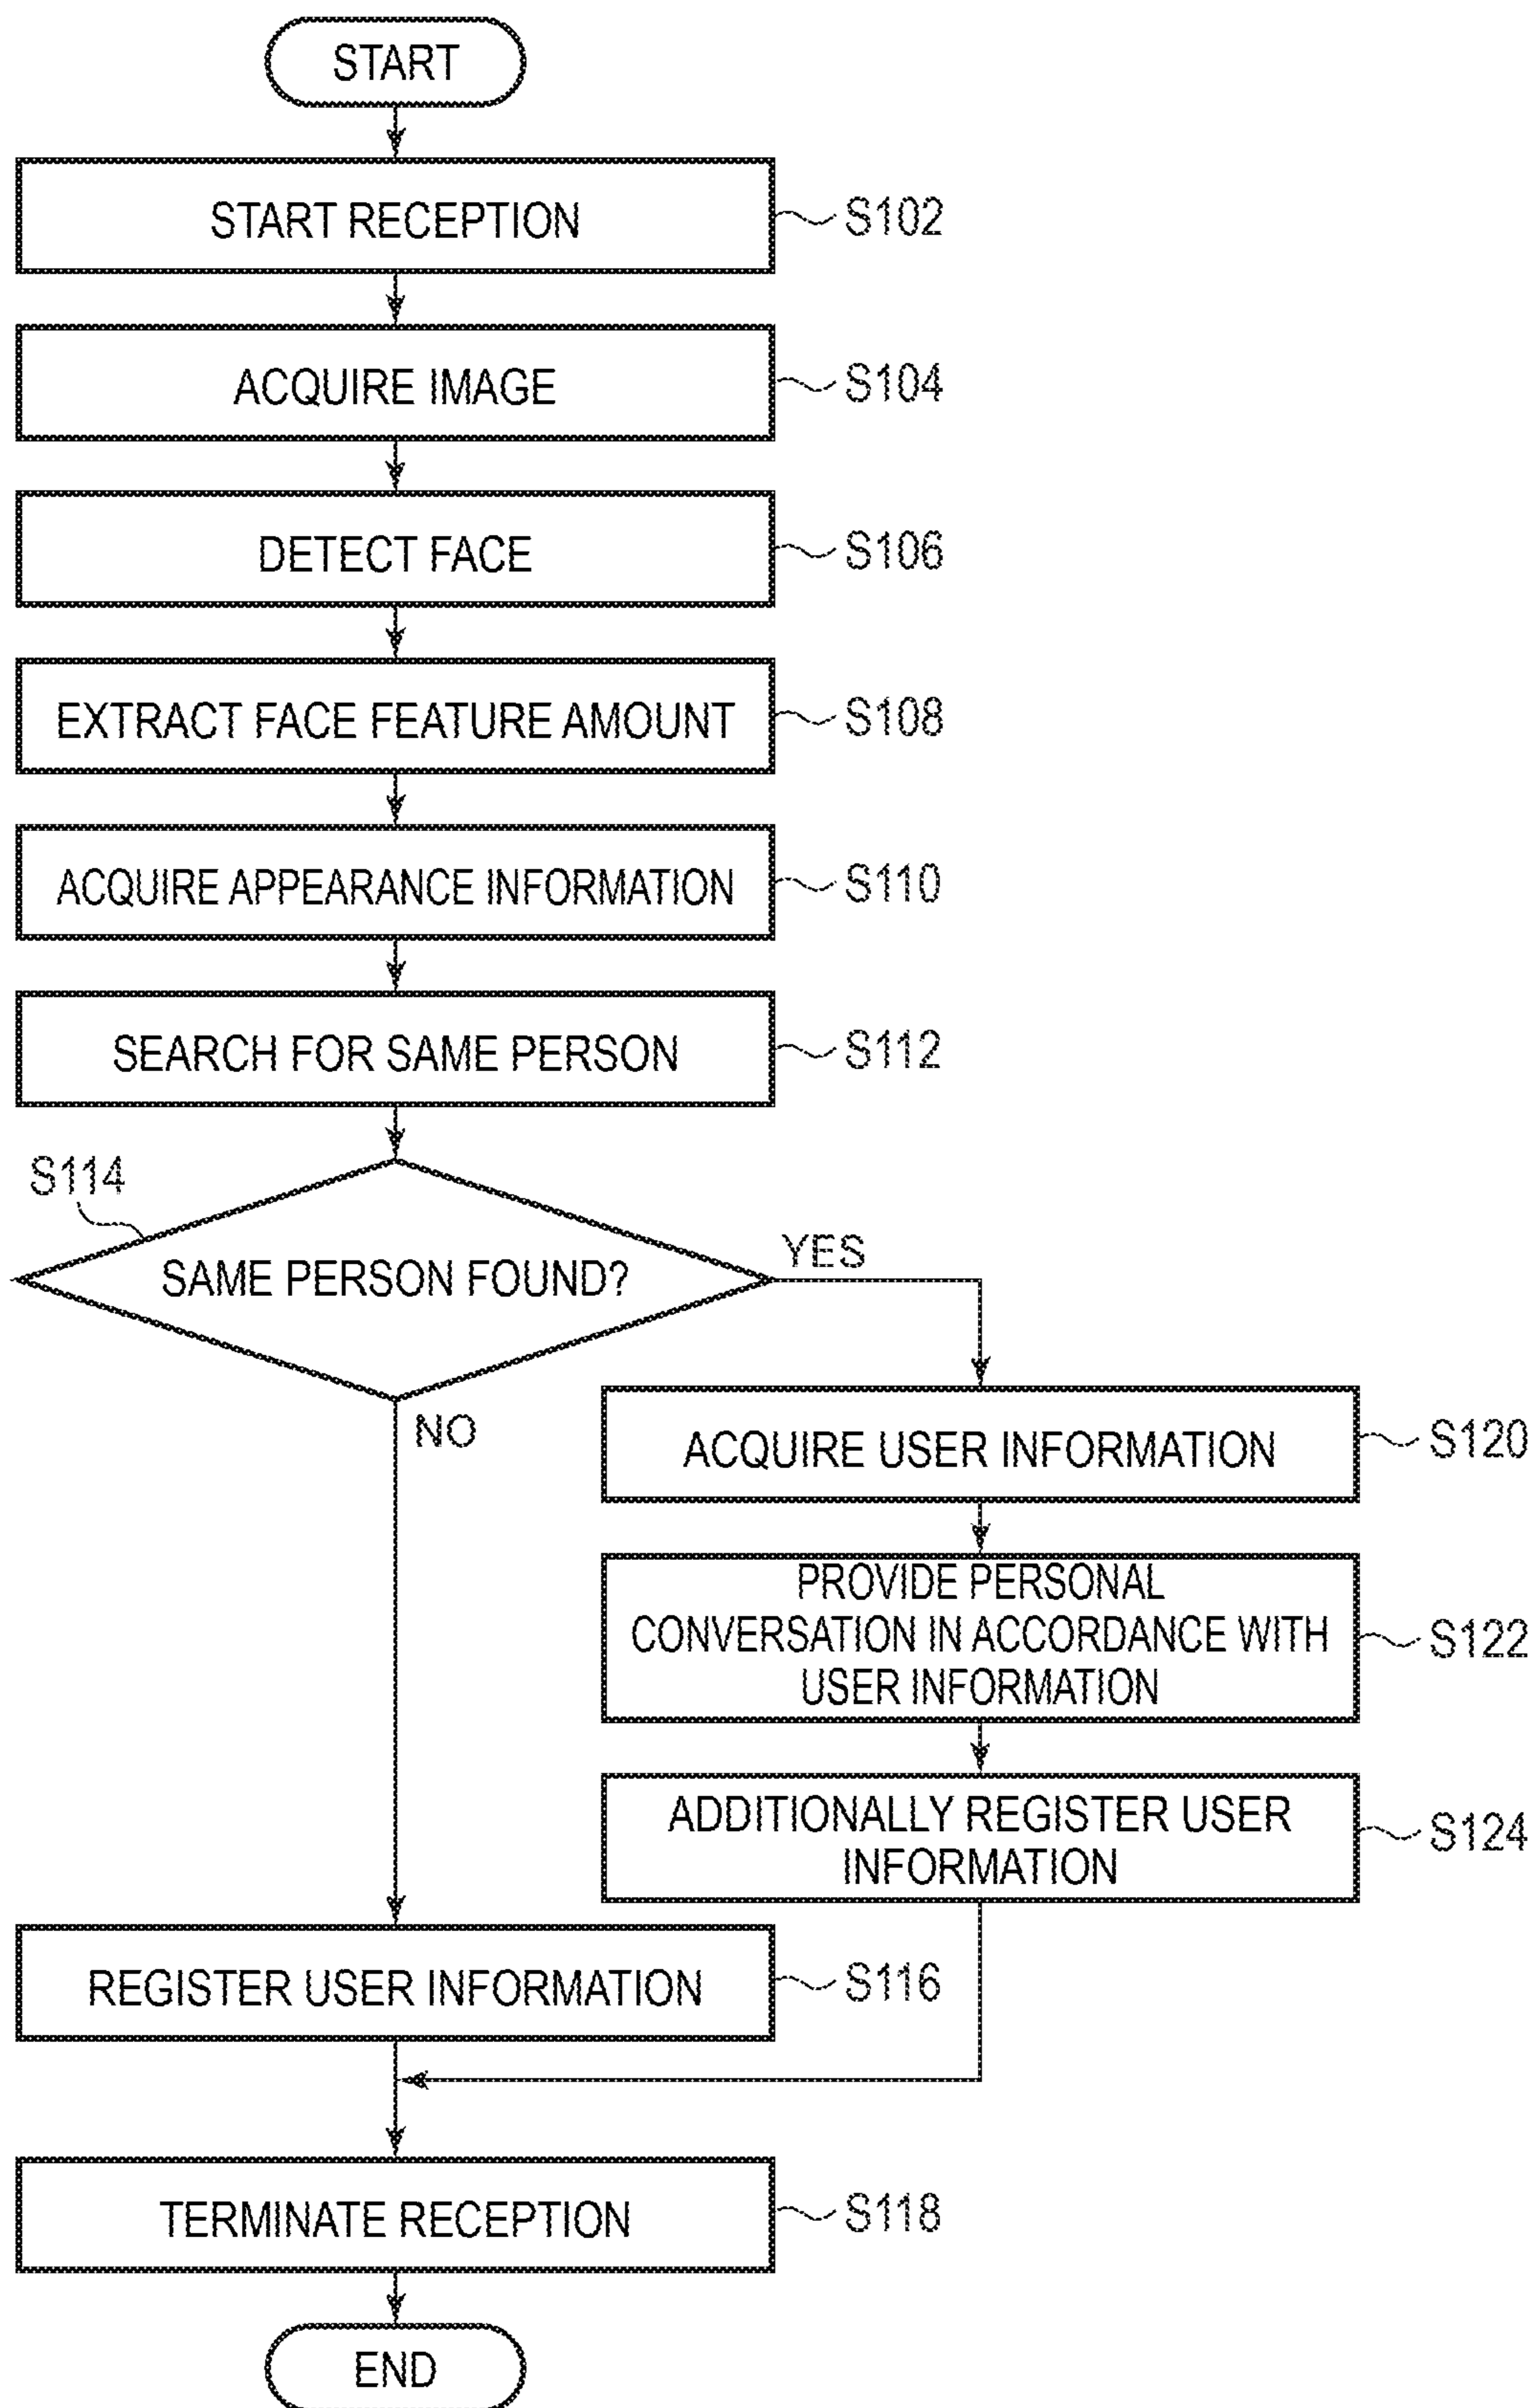 START
START RECEPTION
S102
ACQUIRE IMAGE
S104
DETECT FACE
S106
EXTRACT FACE FEATURE AMOUNT
S108
ACQUIRE APPEARANCE INFORMATION
S110
SEARCH FOR SAME PERSON
S112
S114
SAME PERSON FOUND?
YES
NO
ACQUIRE USER INFORMATION
S120
PROVIDE PERSONAL
CONVERSATION IN ACCORDANCE WITH
USER INFORMATION
S122
ADDITIONALLY REGISTER USER
INFORMATION
S124
REGISTER USER INFORMATION
S116
TERMINATE RECEPTION
S118
END